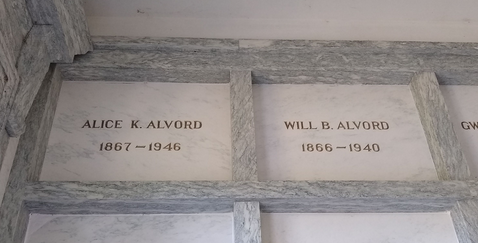 ALICE K. ALVORD
1867 – 1946
WILL B. ALVORD
1866 – 1940